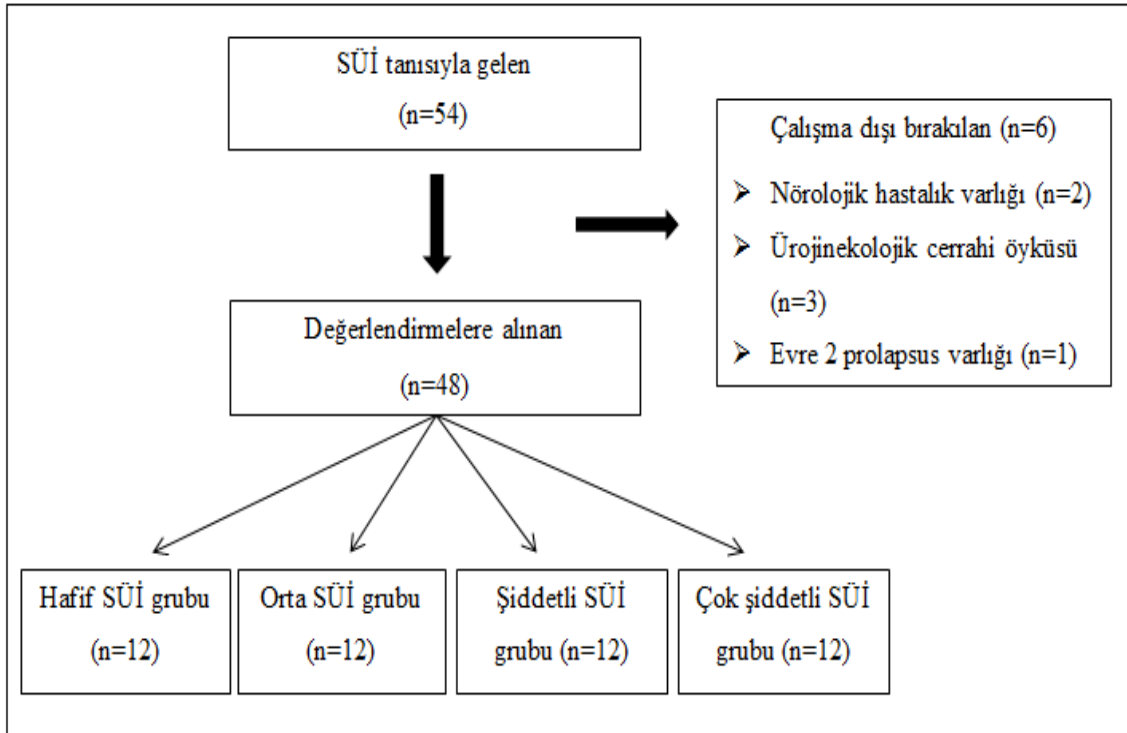 SÜİ tanısıyla gelen
(n=54)
Çalışma dışı bırakılan (n=6)
➤ Nörolojik hastalık varlığı (n=2)
➤ Ürojinekolojik cerrahi öyküsü
(n=3)
➤ Evre 2 prolapsus varlığı (n=1)
Değerlendirmelere alınan
(n=48)
Hafif SÜİ grubu
(n=12)
Orta SÜİ grubu
(n=12)
Şiddetli SÜİ
grubu (n=12)
Çok şiddetli SÜİ
grubu (n=12)